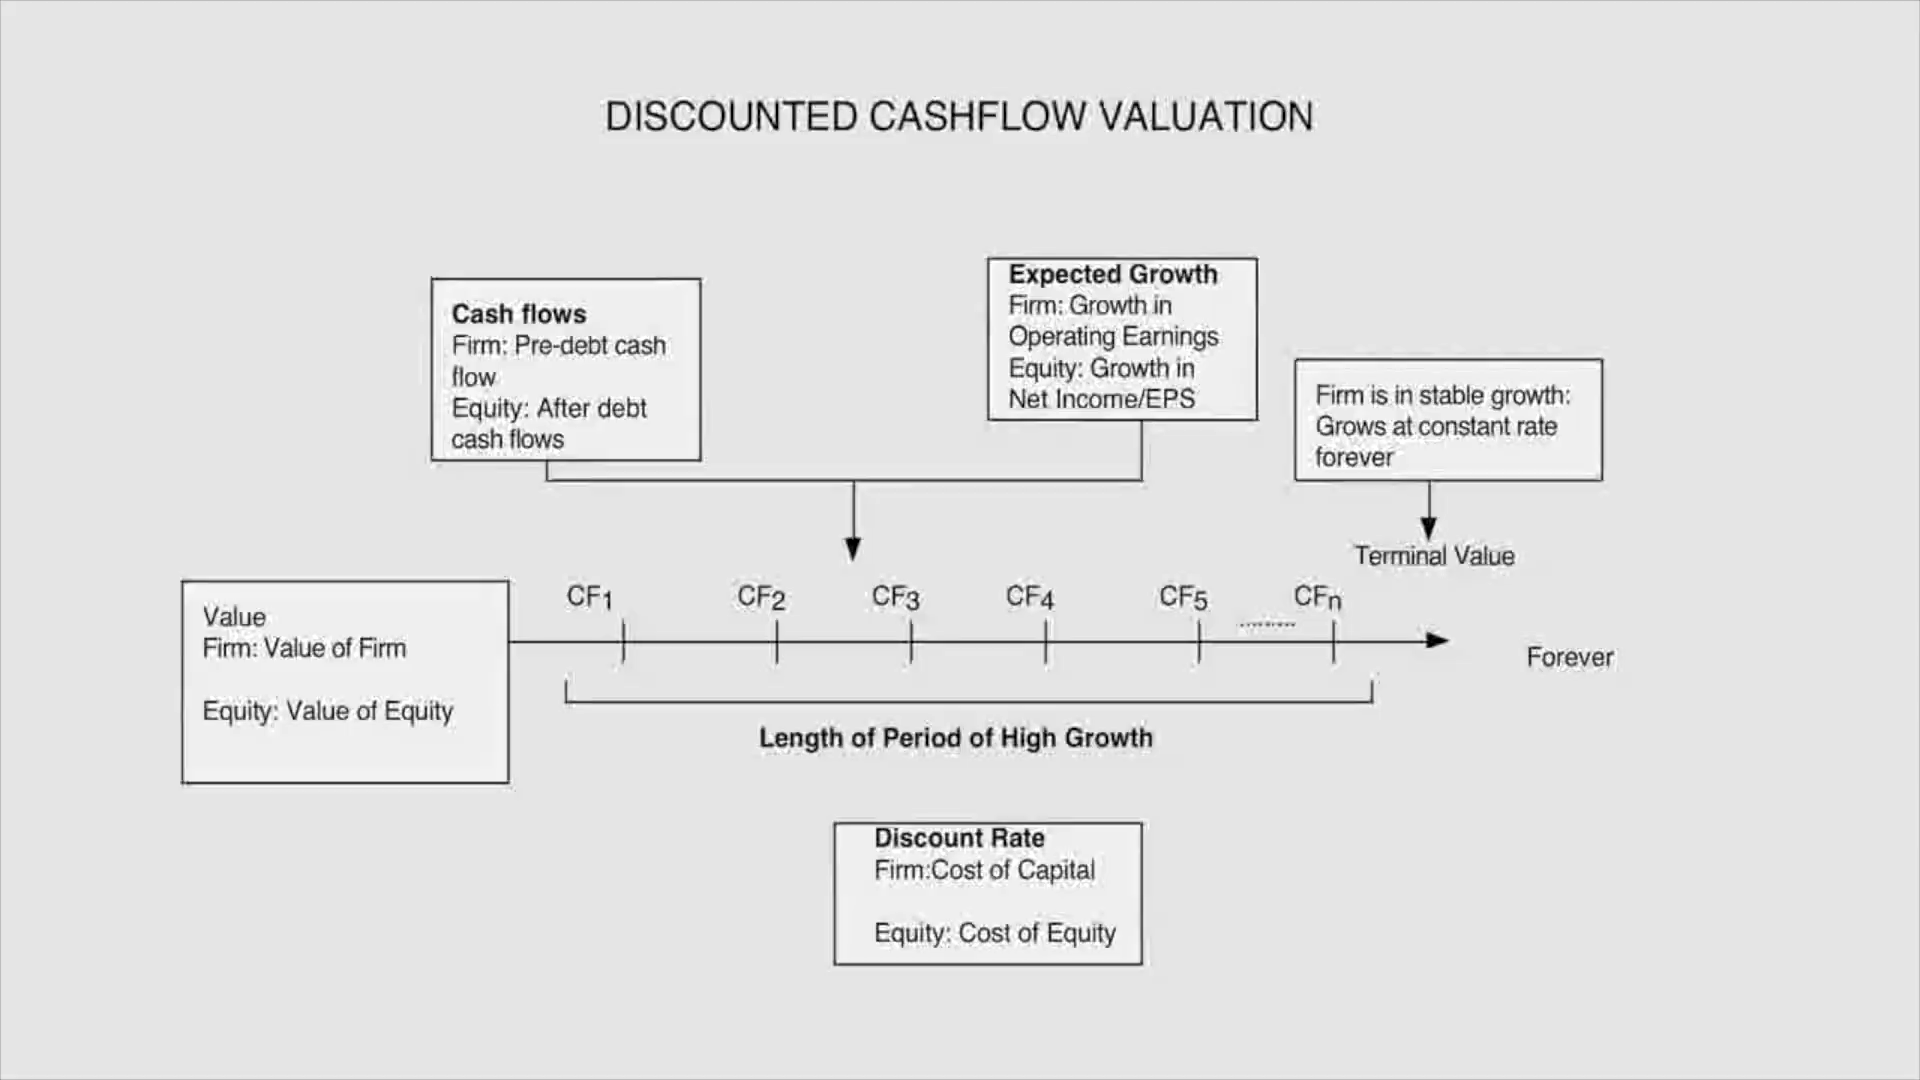 DISCOUNTED CASHFLOW VALUATION
Cash flows
Firm: Pre-debt cash
flow
Equity: After debt
cash flows
Expected Growth
Firm: Growth in
Operating Earnings
Equity: Growth in
Net Income/EPS
Firm is in stable growth:
Grows at constant rate
forever
Terminal Value
CF1 CF2 CF3 CF4 CF5 ........ CFn
Forever
Value
Firm: Value of Firm
Equity: Value of Equity
Length of Period of High Growth
Discount Rate
Firm:Cost of Capital
Equity: Cost of Equity